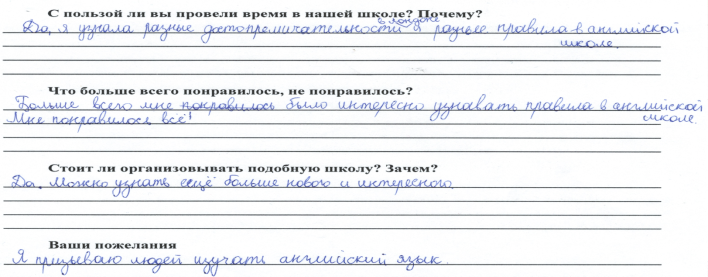 С пользой ли вы провели время в нашей школе? Почему?
Да, я узнала разные достопремичательности в Лондоне и разные правила в английской
школе.
Что больше всего понравилось, не понравилось?
Больше всего мне понравилось было интересно узнавать правила в английской
Мне понравилось всё! школе.
Стоит ли организовывать подобную школу? Зачем?
Да. Можно узнать ещё больше нового и интересного.
Ваши пожелания
Я призываю людей изучать английский язык.